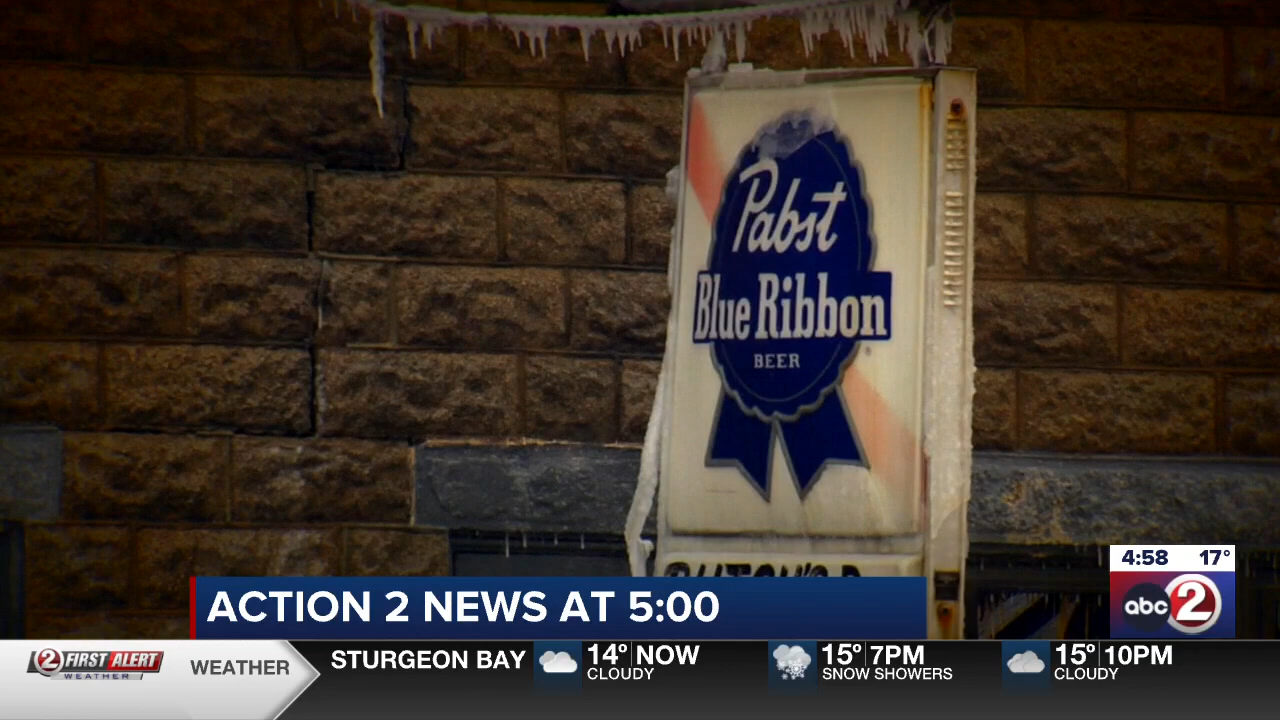 Pabst
Blue Ribbon
BEER
®
4:58 17°
abc 2
ACTION 2 NEWS AT 5:00
2 FIRST ALERT
WEATHER
WEATHER
STURGEON BAY
14° NOW
CLOUDY
15° 7PM
SNOW SHOWERS
15° 10PM
CLOUDY